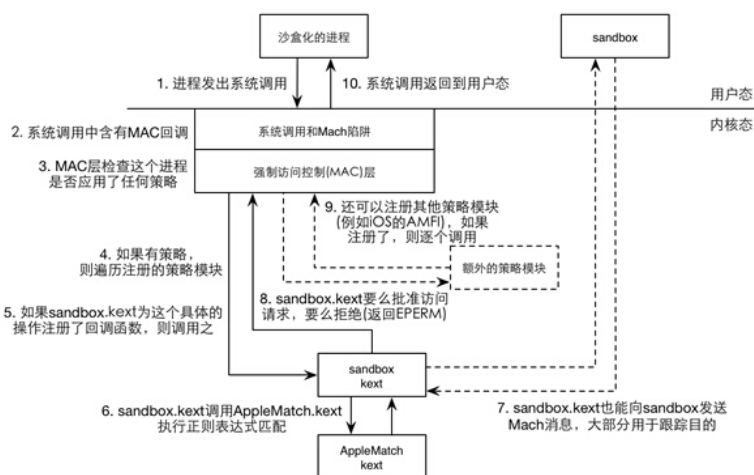 沙盒化的进程
sandbox
1. 进程发出系统调用
10. 系统调用返回到用户态
用户态
内核态
2. 系统调用中含有MAC回调
系统调用和Mach陷阱
3. MAC层检查这个进程
是否应用了任何策略
强制访问控制(MAC)层
9. 还可以注册其他策略模块
(例如iOS的AMFI)，如果
注册了，则逐个调用
4. 如果有策略，
则遍历注册的策略模块
额外的策略模块
5. 如果sandbox.kext为这个具体的
操作注册了回调函数，则调用之
8. sandbox.kext要么批准访问
请求，要么拒绝(返回EPERM)
sandbox
kext
6. sandbox.kext调用AppleMatch.kext
执行正则表达式匹配
7. sandbox.kext也能向sandbox发送
Mach消息，大部分用于跟踪目的
AppleMatch
kext